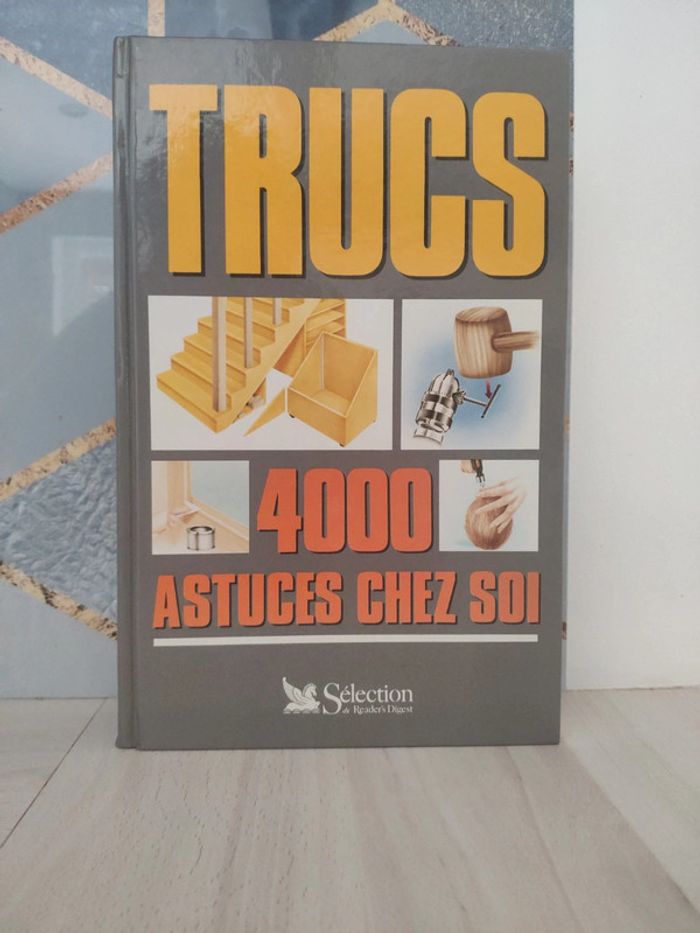 TRUCS
4000
ASTUCES CHEZ SOI
Sélection
du Reader's Digest